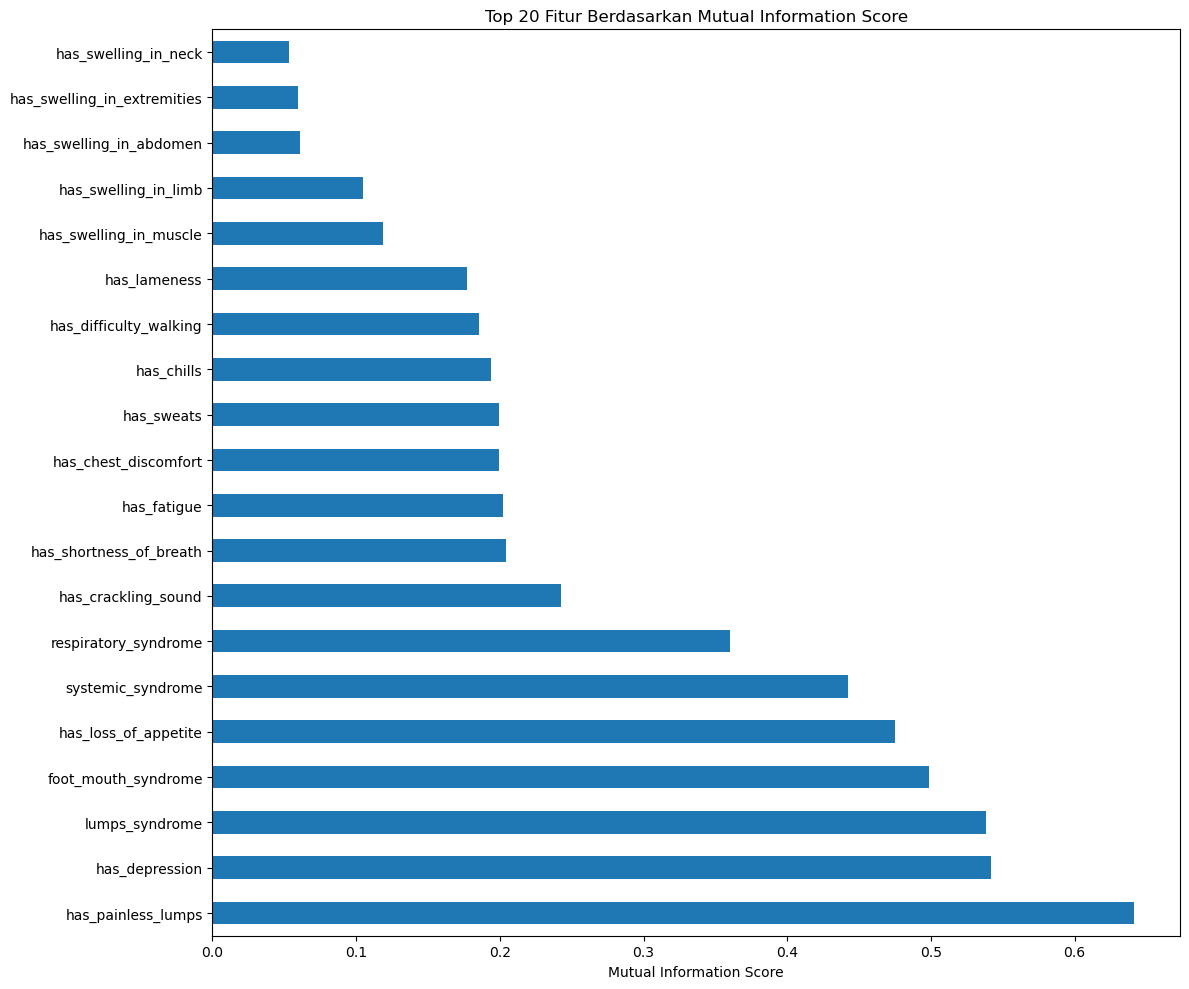 Top 20 Fitur Berdasarkan Mutual Information Score
has_swelling_in_neck
has_swelling_in_extremities
has_swelling_in_abdomen
has_swelling_in_limb
has_swelling_in_muscle
has_lameness
has_difficulty_walking
has_chills
has_sweats
has_chest_discomfort
has_fatigue
has_shortness_of_breath
has_crackling_sound
respiratory_syndrome
systemic_syndrome
has_loss_of_appetite
foot_mouth_syndrome
lumps_syndrome
has_depression
has_painless_lumps
0.0 0.1 0.2 0.3 0.4 0.5 0.6
Mutual Information Score